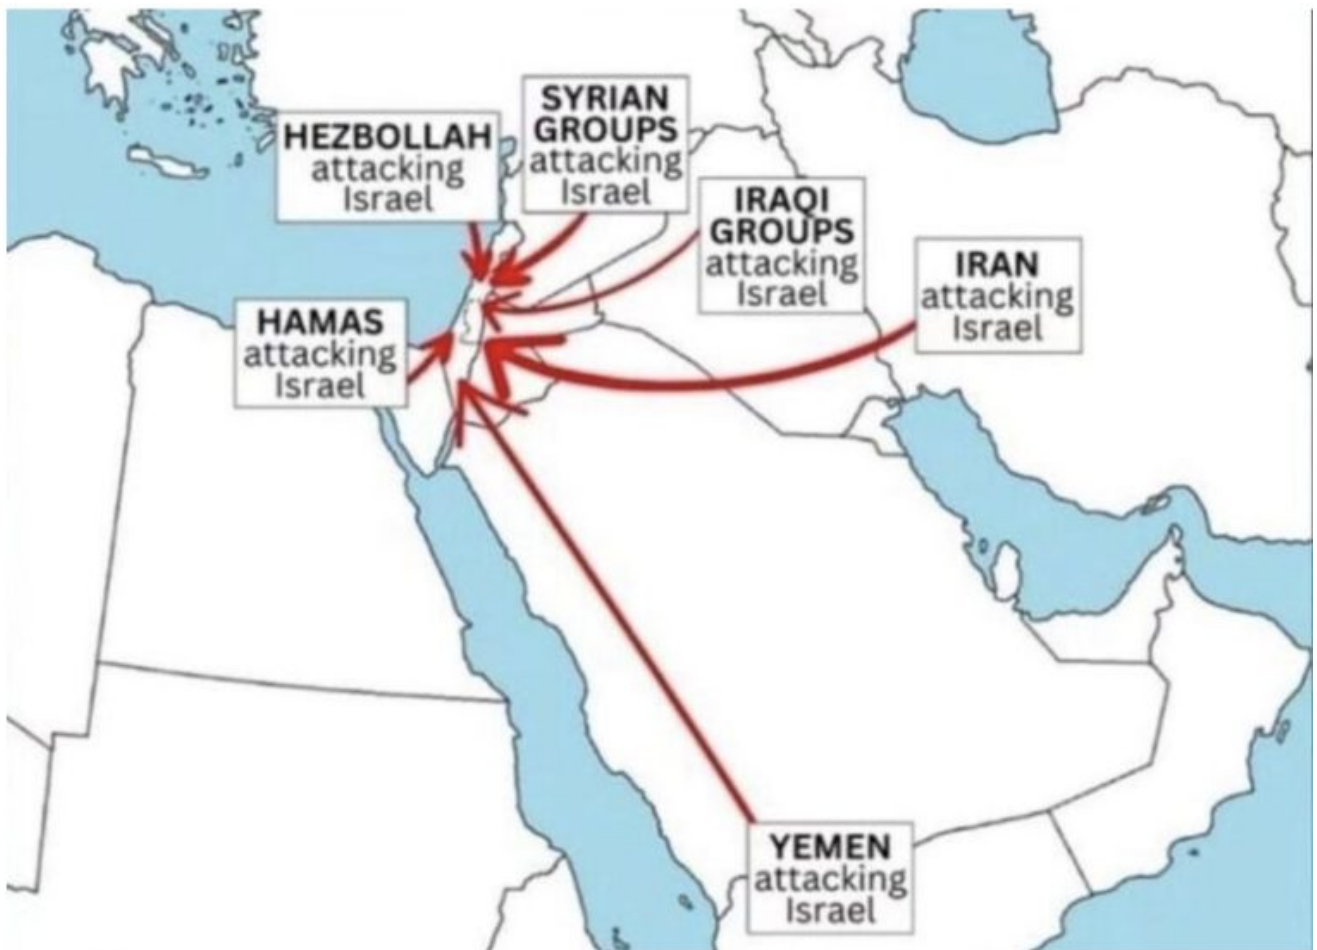 HEZBOLLAH
attacking
Israel
SYRIAN
GROUPS
attacking
Israel
IRAQI
GROUPS
attacking
Israel
IRAN
attacking
Israel
HAMAS
attacking
Israel
YEMEN
attacking
Israel